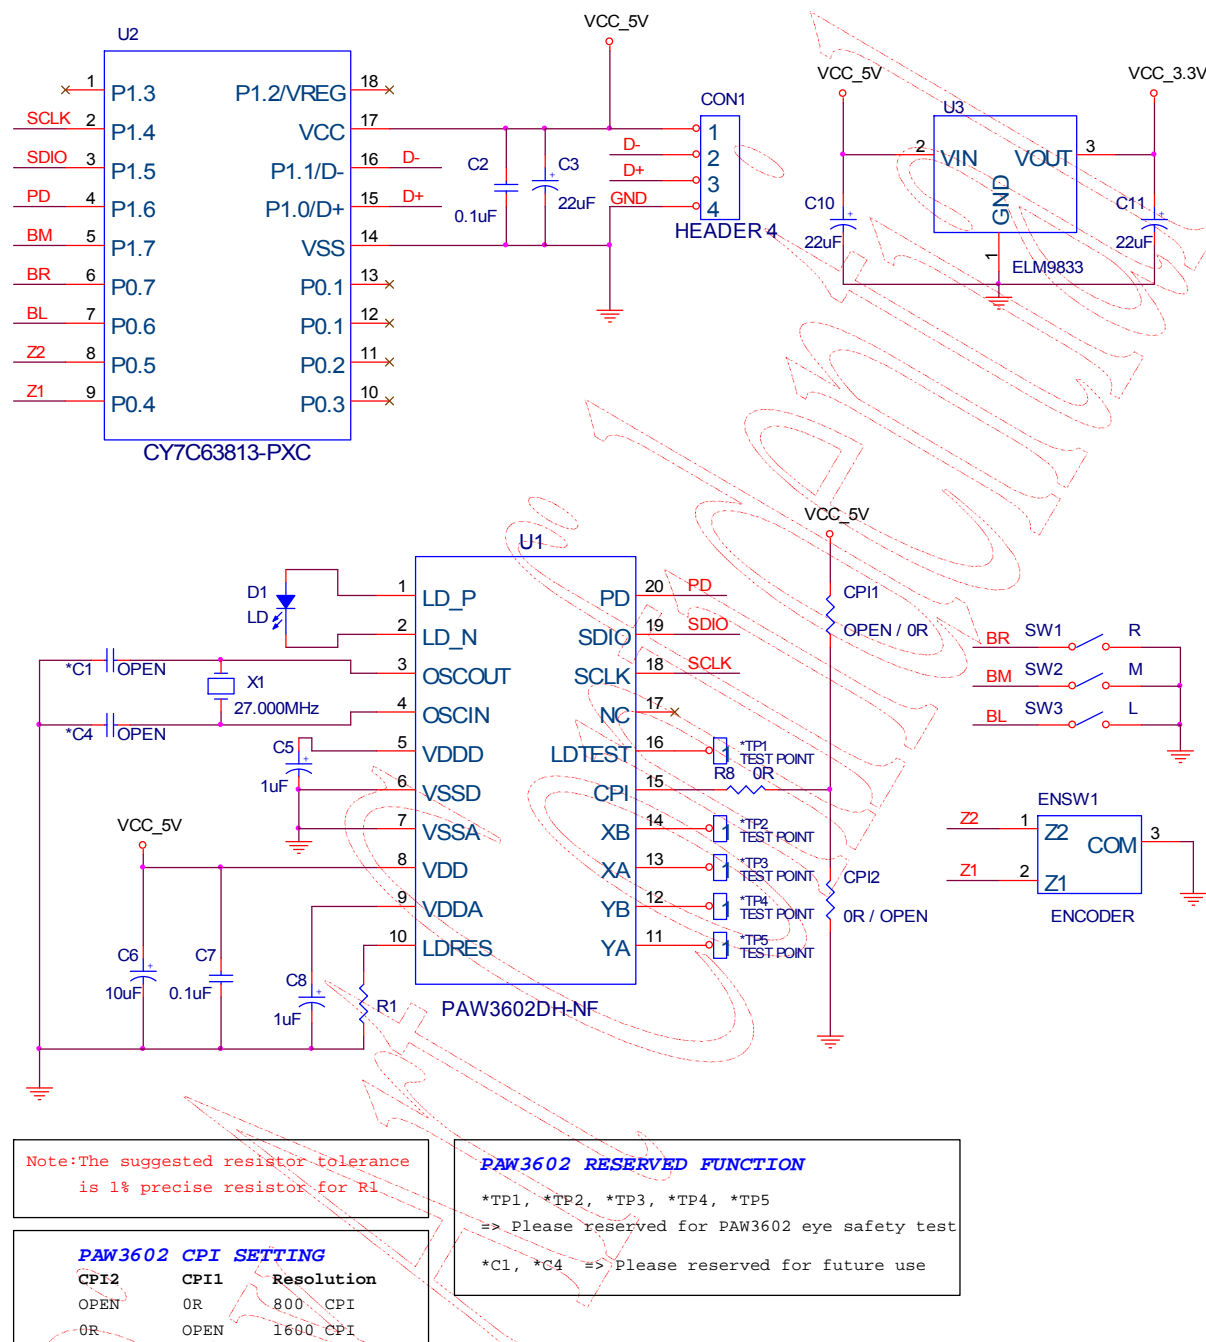 VCC_5V
U2
1 P1.3
SCLK 2 P1.4
SDIO 3 P1.5
PD 4 P1.6
BM 5 P1.7
BR 6 P0.7
BL 7 P0.6
Z2 8 P0.5
Z1 9 P0.4
P1.2/VREG 18
VCC 17
P1.1/D- 16 D-
P1.0/D+ 15 D+
VSS 14
P0.1 13
P0.1 12
P0.2 11
P0.3 10
CY7C63813-PXC
C2
0.1uF
C3
22uF
CON1
1
D- 2
D+ 3
GND 4
HEADER 4
VCC_5V
VCC_3.3V
U3
2 VIN
VOUT 3
GND
1
ELM9833
C10
22uF
C11
22uF
U1
D1
LD
1 LD_P
2 LD_N
3 OSCOUT
4 OSCIN
5 VDDD
6 VSSD
7 VSSA
8 VDD
9 VDDA
10 LDRES
PD 20 PD
SDIO 19 SDIO
SCLK 18 SCLK
NC 17
LDTEST 16 1 *TP1
TEST POINT
CPI 15 R8 0R
XB 14 1 *TP2
TEST POINT
XA 13 1 *TP3
TEST POINT
YB 12 1 *TP4
TEST POINT
YA 11 1 *TP5
TEST POINT
PAW3602DH-NF
*C1 OPEN
X1
27.000MHz
*C4 OPEN
C5
1uF
VCC_5V
C6
10uF
C7
0.1uF
C8
1uF
R1
VCC_5V
CPI1
OPEN / 0R
CPI2
0R / OPEN
BR SW1 R
BM SW2 M
BL SW3 L
ENSW1
Z2 1 Z2
COM 3
Z1 2 Z1
ENCODER
Note:The suggested resistor tolerance
is 1% precise resistor for R1
PAW3602 CPI SETTING
CPI2 CPI1 Resolution
OPEN 0R 800 CPI
0R OPEN 1600 CPI
PAW3602 RESERVED FUNCTION
*TP1, *TP2, *TP3, *TP4, *TP5
=> Please reserved for PAW3602 eye safety test
*C1, *C4 => Please reserved for future use